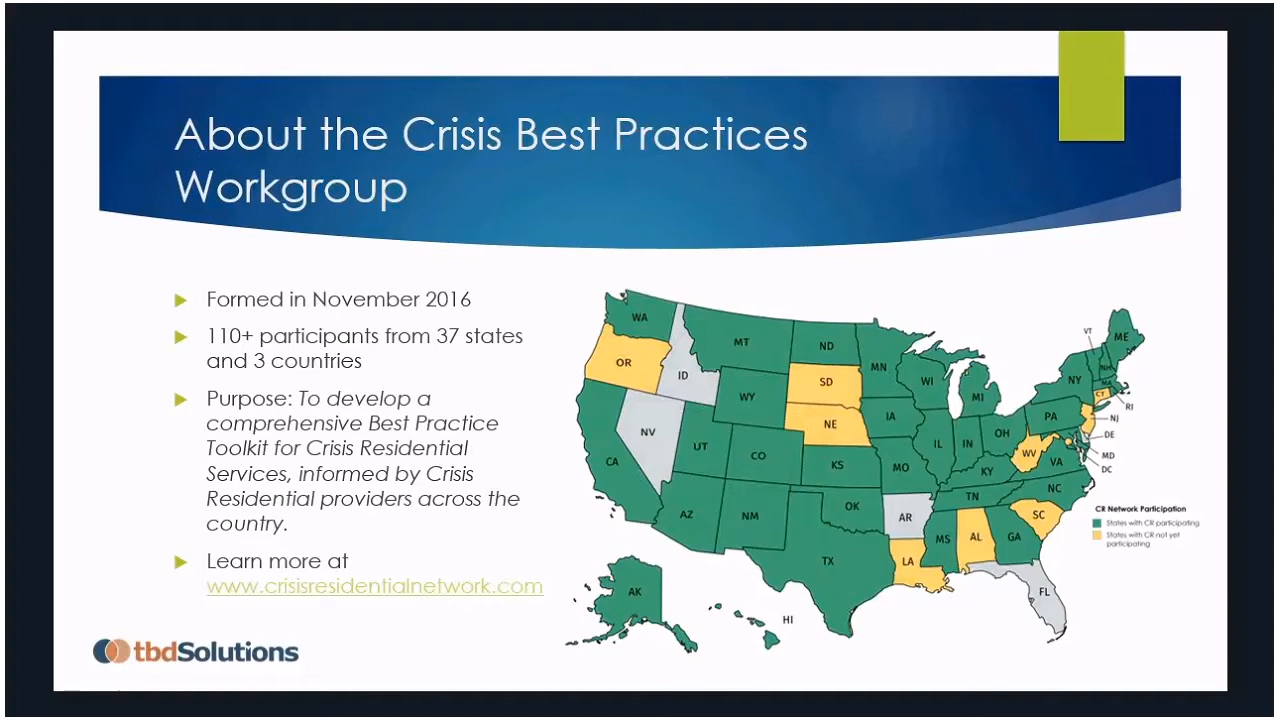 About the Crisis Best Practices
Workgroup
Formed in November 2016
110+ participants from 37 states
and 3 countries
Purpose: To develop a
comprehensive Best Practice
Toolkit for Crisis Residential
Services, informed by Crisis
Residential providers across the
country.
Learn more at
www.crisisresidentialnetwork.com
tbdSolutions
WA
MT
ND
MN
VT
ME
OR
ID
SD
WI
MI
NY
NH
MA
CT
RI
WY
IA
PA
NJ
NV
NE
IL
IN
OH
DE
UT
CO
WV
MD
CA
KS
MO
KY
VA
DC
AZ
NM
OK
TN
NC
AR
SC
MS
AL
GA
TX
LA
FL
AK
HI
CR Network Participation
States with CR participating
States with CR not yet
participating